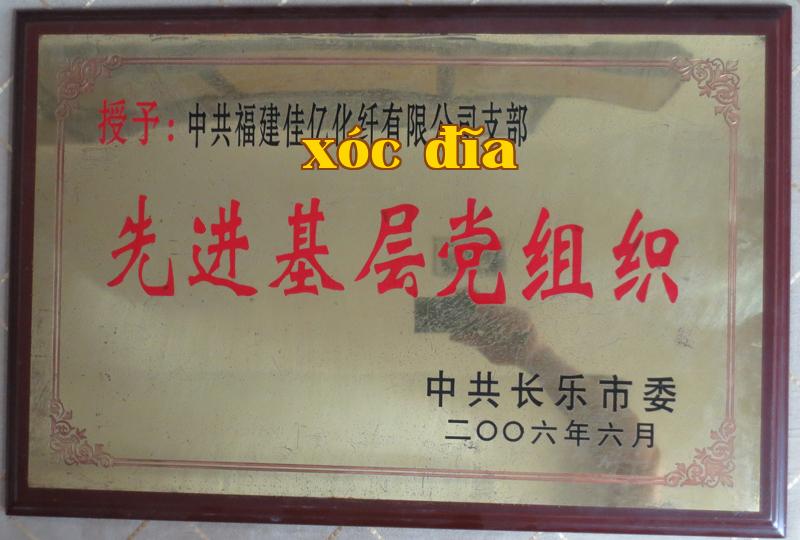 授予：中共福建佳亿化纤有限公司支部
xóc đĩa
先进基层党组织
中共长乐市委
二〇〇六年六月